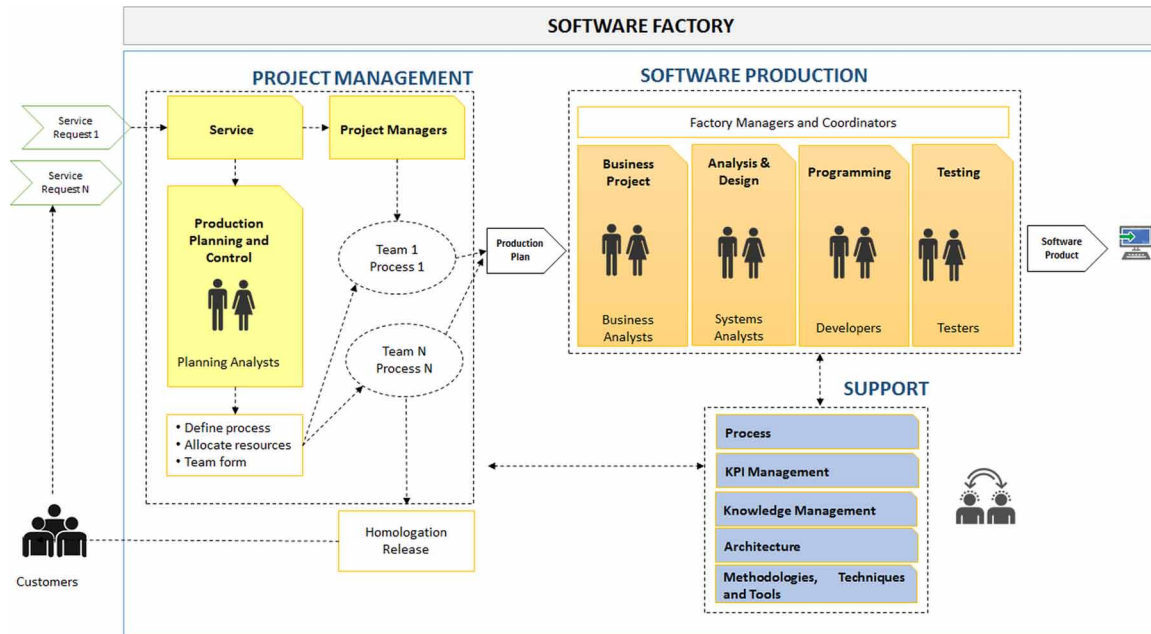 SOFTWARE FACTORY
PROJECT MANAGEMENT
SOFTWARE PRODUCTION
Service
Request 1
Service
Request N
Service
Project Managers
Production
Planning and
Control
Planning Analysts
• Define process
• Allocate resources
• Team form
Team 1
Process 1
Team N
Process N
Homologation
Release
Customers
Production
Plan
Factory Managers and Coordinators
Business
Project
Business
Analysts
Analysis &
Design
Systems
Analysts
Programming
Developers
Testing
Testers
Software
Product
SUPPORT
Process
KPI Management
Knowledge Management
Architecture
Methodologies, Techniques
and Tools